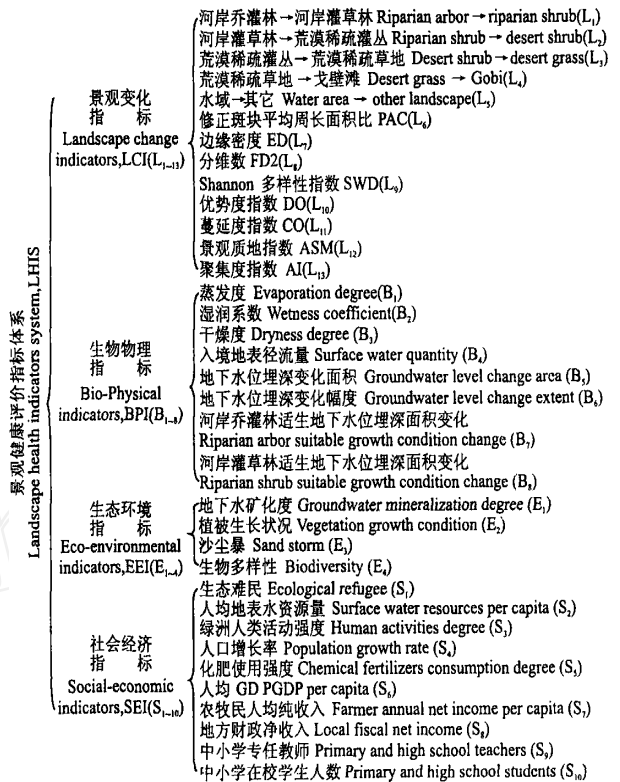 景观健康评价指标体系
Landscape health indicators system,LHIS
景观变化
指 标
Landscape change
indicators,LCI(L1-13)
河岸乔灌林→河岸灌草林 Riparian arbor→riparian shrub(L1)
河岸灌草林→荒漠稀疏灌丛 Riparian shrub→desert shrub(L2)
荒漠稀疏灌丛→荒漠稀疏草地 Desert shrub→desert grass(L3)
荒漠稀疏草地→戈壁滩 Desert grass → Gobi(L4)
水域→其它 Water area → other landscape(L5)
修正斑块平均周长面积比 PAC(L6)
边缘密度 ED(L7)
分维数 FD2(L8)
Shannon 多样性指数 SWD(L9)
优势度指数 DO(L10)
蔓延度指数 CO(L11)
景观质地指数 ASM(L12)
聚集度指数 AI(L13)
生物物理
指 标
Bio-Physical
indicators,BPI(B1-8)
蒸发度 Evaporation degree(B1)
湿润系数 Wetness coefficient(B2)
干燥度 Dryness degree (B3)
入境地表径流量 Surface water quantity (B4)
地下水位埋深变化面积 Groundwater level change area (B5)
地下水位埋深变化幅度 Groundwater level change extent (B6)
河岸乔灌林适生地下水位埋深面积变化
Riparian arbor suitable growth condition change (B7)
河岸灌草林适生地下水位埋深面积变化
Riparian shrub suitable growth condition change (B8)
生态环境
指 标
Eco-environmental
indicators,EEI(E1-4)
地下水矿化度 Groundwater mineralization degree (E1)
植被生长状况 Vegetation growth condition (E2)
沙尘暴 Sand storm (E3)
生物多样性 Biodiversity (E4)
社会经济
指 标
Social-economic
indicators,SEI(S1-10)
生态难民 Ecological refugee (S1)
人均地表水资源量 Surface water resources per capita (S2)
绿洲人类活动强度 Human activities degree (S3)
人口增长率 Population growth rate (S4)
化肥使用强度 Chemical fertilizers consumption degree (S5)
人均 GD PGDP per capita (S6)
农牧民人均纯收入 Farmer annual net income per capita (S7)
地方财政净收入 Local fiscal net income (S8)
中小学专任教师 Primary and high school teachers (S9)
中小学在校学生人数 Primary and high school students (S10)